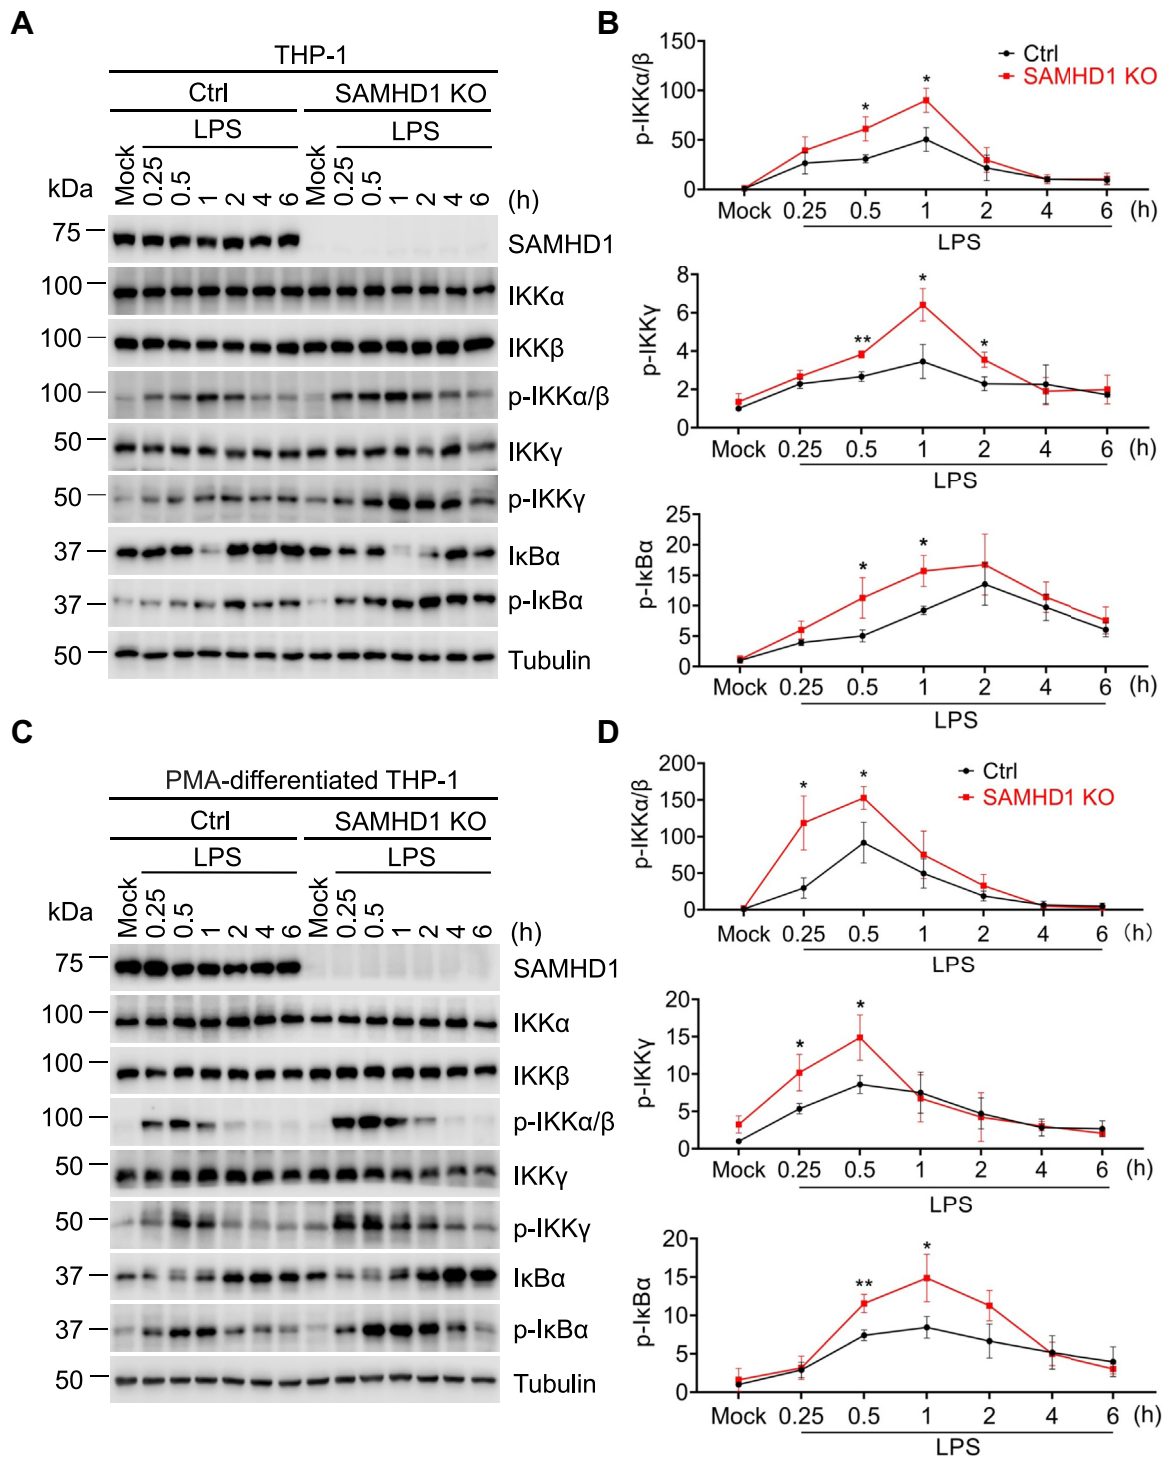 A
THP-1
Ctrl SAMHD1 KO
LPS LPS
kDa Mock 0.25 0.5 1 2 4 6 Mock 0.25 0.5 1 2 4 6 (h)
75 SAMHD1
100 IKKα
100 IKKβ
100 p-IKKα/β
50 IKKγ
50 p-IKKγ
37 IκBα
37 p-IκBα
50 Tubulin
B
Ctrl
SAMHD1 KO
p-IKKα/β
150
100
50
0
* *
Mock 0.25 0.5 1 2 4 6 (h)
LPS
p-IKKγ
8
6
4
2
0
** * *
Mock 0.25 0.5 1 2 4 6 (h)
LPS
p-IκBα
25
20
15
10
5
0
* *
Mock 0.25 0.5 1 2 4 6 (h)
LPS
C
PMA-differentiated THP-1
Ctrl SAMHD1 KO
LPS LPS
kDa Mock 0.25 0.5 1 2 4 6 Mock 0.25 0.5 1 2 4 6 (h)
75 SAMHD1
100 IKKα
100 IKKβ
100 p-IKKα/β
50 IKKγ
50 p-IKKγ
37 IκBα
37 p-IκBα
50 Tubulin
D
Ctrl
SAMHD1 KO
p-IKKα/β
200
150
100
50
0
* *
Mock 0.25 0.5 1 2 4 6 (h)
LPS
p-IKKγ
20
15
10
5
0
* *
Mock 0.25 0.5 1 2 4 6 (h)
LPS
p-IκBα
20
15
10
5
0
** *
Mock 0.25 0.5 1 2 4 6 (h)
LPS